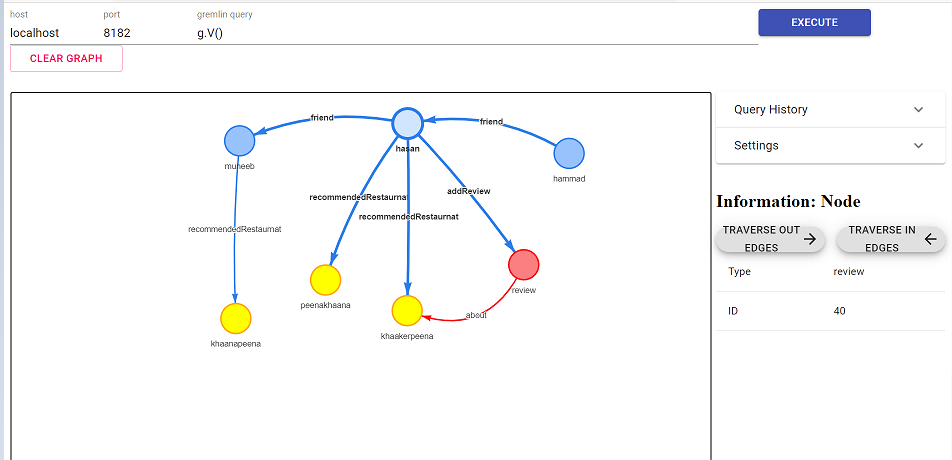 host port gremlin query
localhost 8182 g.V()
EXECUTE
CLEAR GRAPH
friend
friend
muneeb
hasan
hammad
addReview
recommendedRestaurnat
recommendedRestaurnat
recommendedRestaurnat
review
peenakhaana
about
khaakerpeena
khaanapeena
Query History
Settings
Information: Node
TRAVERSE OUT EDGES
TRAVERSE IN EDGES
Type review
ID 40